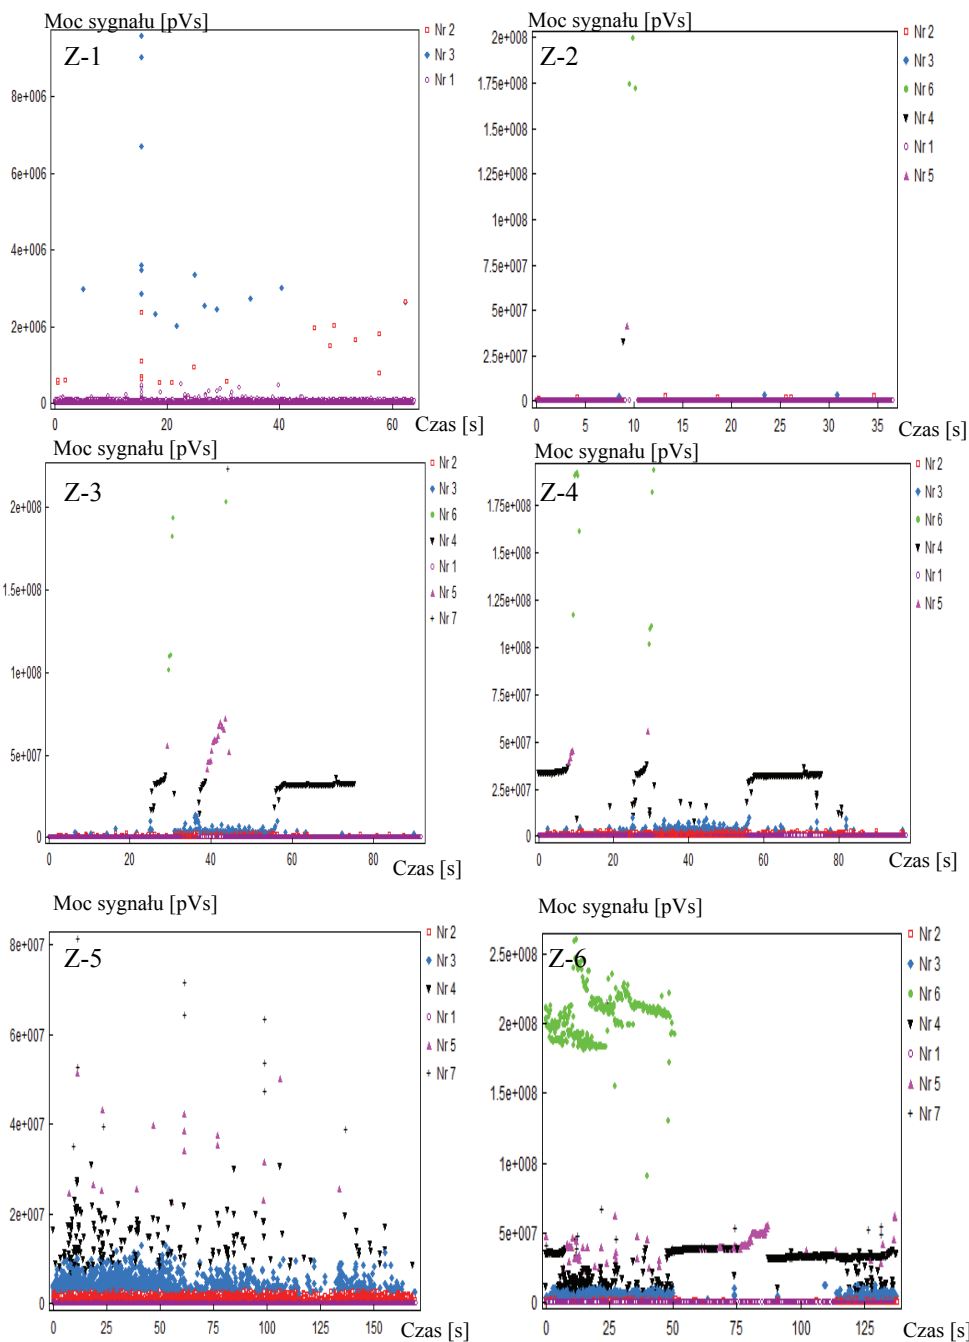 Moc sygnału [pVs]
Z-1
Nr 2
Nr 3
Nr 1
8e+006
6e+006
4e+006
2e+006
0
0 20 40 60
Czas [s]
Moc sygnału [pVs]
Z-2
Nr 2
Nr 3
Nr 6
Nr 4
Nr 1
Nr 5
2e+008
1.75e+008
1.5e+008
1.25e+008
1e+008
7.5e+007
5e+007
2.5e+007
0
0 5 10 15 20 25 30 35
Czas [s]
Moc sygnału [pVs]
Z-3
Nr 2
Nr 3
Nr 6
Nr 4
Nr 1
Nr 5
Nr 7
2e+008
1.5e+008
1e+008
5e+007
0
0 20 40 60 80
Czas [s]
Moc sygnału [pVs]
Z-4
Nr 2
Nr 3
Nr 6
Nr 4
Nr 1
Nr 5
1.75e+008
1.5e+008
1.25e+008
1e+008
7.5e+007
5e+007
2.5e+007
0
0 20 40 60 80
Czas [s]
Moc sygnału [pVs]
Z-5
Nr 2
Nr 3
Nr 4
Nr 1
Nr 5
Nr 7
8e+007
6e+007
4e+007
2e+007
0
0 25 50 75 100 125 150
Czas [s]
Moc sygnału [pVs]
Z-6
Nr 2
Nr 3
Nr 6
Nr 4
Nr 1
Nr 5
Nr 7
2.5e+008
2e+008
1.5e+008
1e+008
5e+007
0
0 25 50 75 100 125
Czas [s]